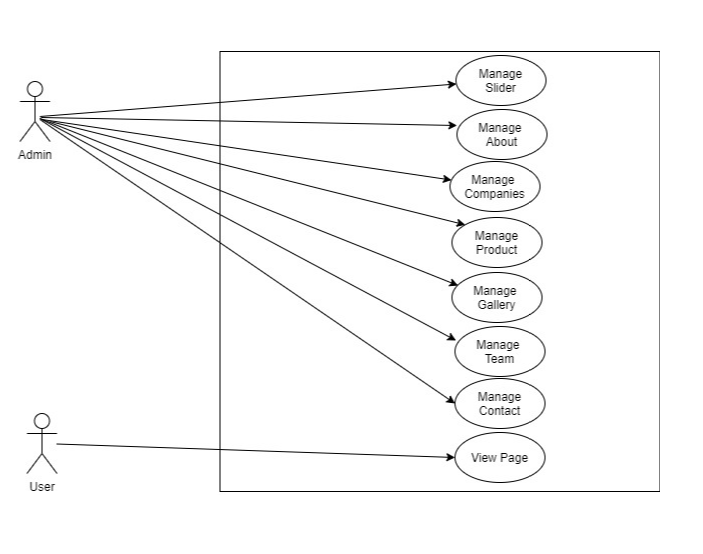 Manage
Slider
Manage
About
Admin
Manage
Companies
Manage
Product
Manage
Gallery
Manage
Team
Manage
Contact
View Page
User